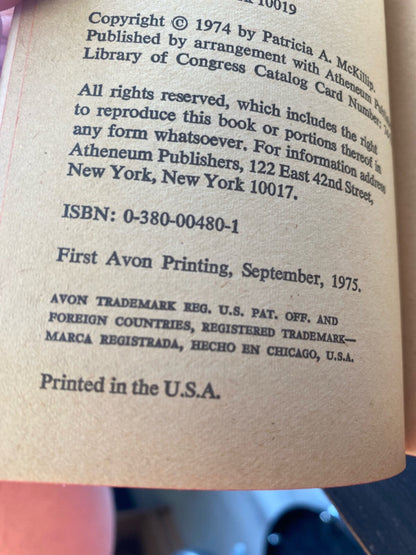 10019
Copyright © 1974 by Patricia A. McKillip.
Published by arrangement with Atheneum
Library of Congress Catalog Card Number:
All rights reserved, which includes the right
to reproduce this book or portions thereof in
any form whatsoever. For information address
Atheneum Publishers, 122 East 42nd Street,
New York, New York 10017.
ISBN: 0-380-00480-1
First Avon Printing, September, 1975.
AVON TRADEMARK REG. U.S. PAT. OFF. AND
FOREIGN COUNTRIES, REGISTERED TRADEMARK—
MARCA REGISTRADA, HECHO EN CHICAGO, U.S.A.
Printed in the U.S.A.